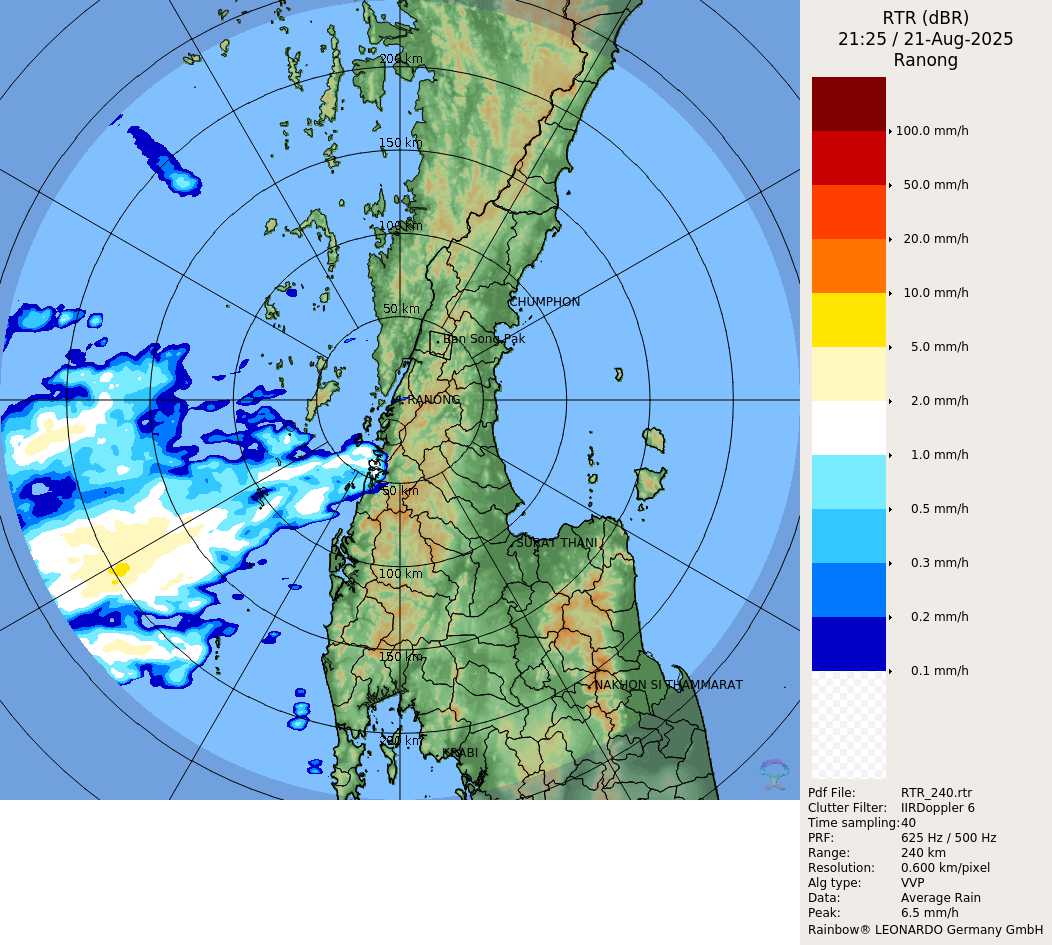 RTR (dBR)
21:25 / 21-Aug-2025
Ranong
200 km
150 km
100 km
50 km
CHUMPHON
Ban Song Pak
RANONG
50 km
SURAT THANI
100 km
150 km
NAKHON SI THAMMARAT
200 km
KRABI
100.0 mm/h
50.0 mm/h
20.0 mm/h
10.0 mm/h
5.0 mm/h
2.0 mm/h
1.0 mm/h
0.5 mm/h
0.3 mm/h
0.2 mm/h
0.1 mm/h
Pdf File: RTR_240.rtr
Clutter Filter: IIRDoppler 6
Time sampling:40
PRF: 625 Hz / 500 Hz
Range: 240 km
Resolution: 0.600 km/pixel
Alg type: VVP
Data: Average Rain
Peak: 6.5 mm/h
Rainbow® LEONARDO Germany GmbH